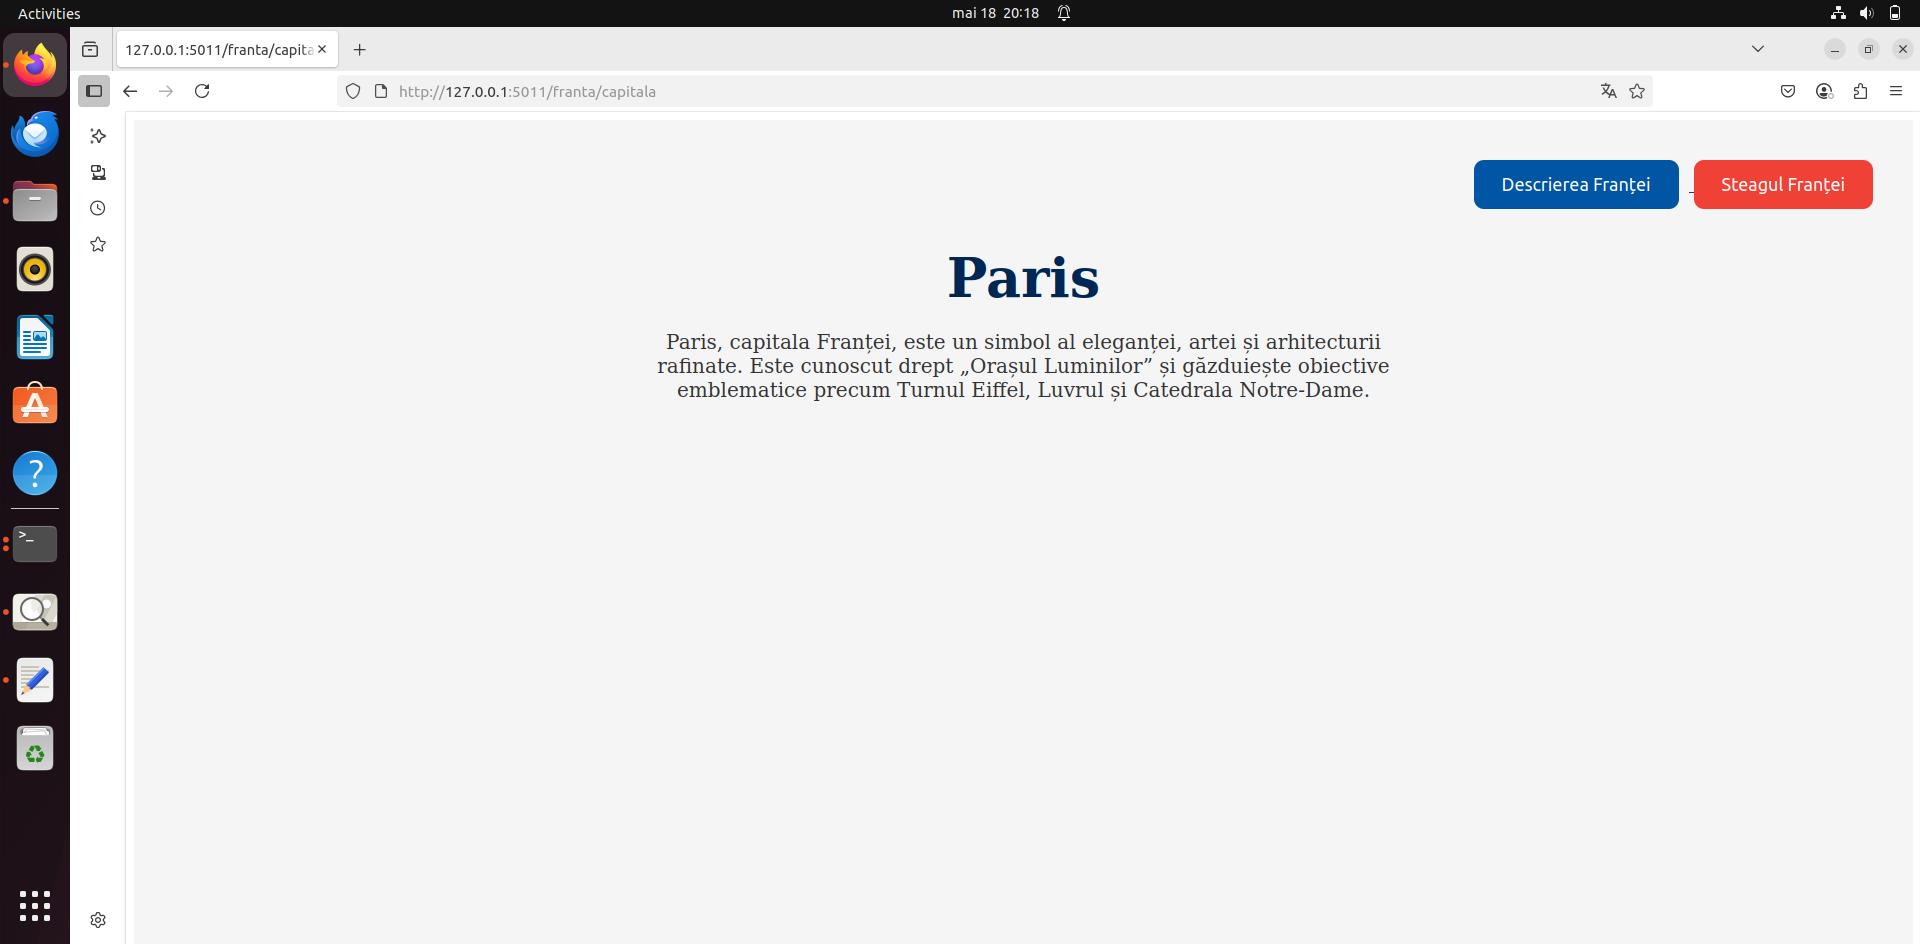 Activities
mai 18 20:18
127.0.0.1:5011/franta/capita
http://127.0.0.1:5011/franta/capitala
Descrierea Franței
Steagul Franței
Paris
Paris, capitala Franței, este un simbol al eleganței, artei și arhitecturii
rafinate. Este cunoscut drept „Orașul Luminilor” și găzduiește obiective
emblematice precum Turnul Eiffel, Luvrul și Catedrala Notre-Dame.